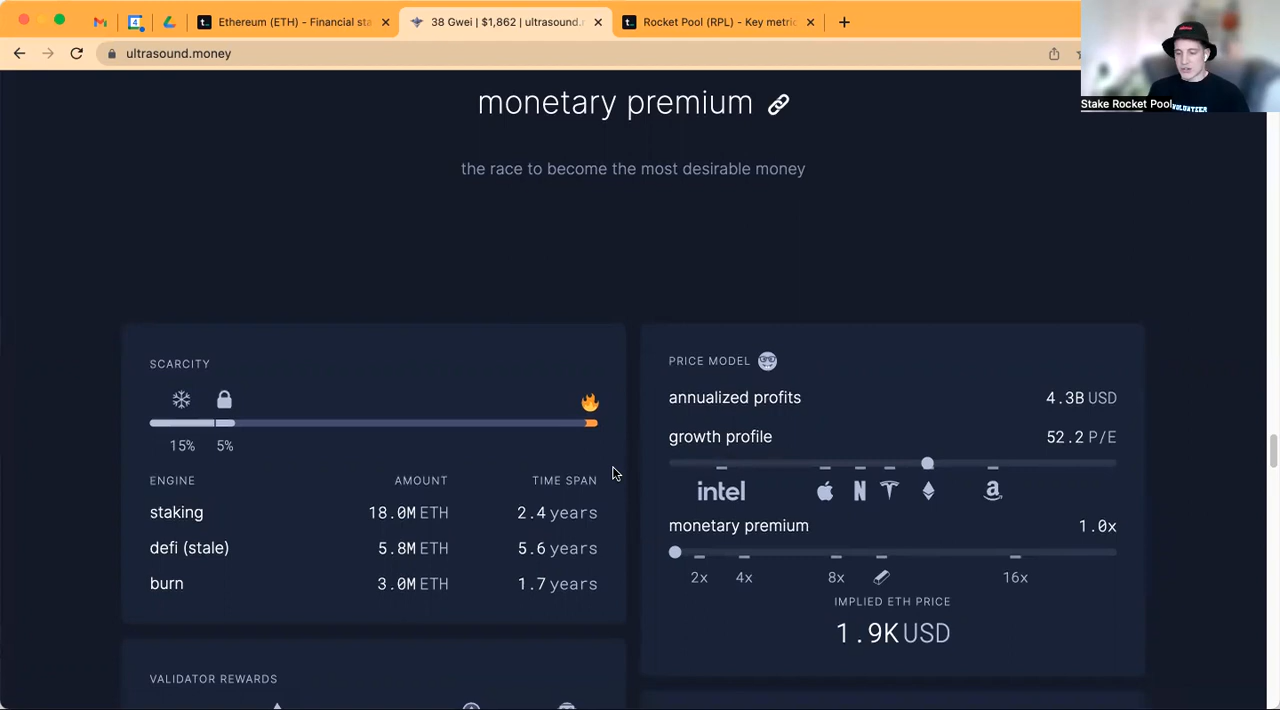 Ethereum (ETH) - Financial sta
38 Gwei | $1,862 | ultrasound.
Rocket Pool (RPL) - Key metric
ultrasound.money
Stake Rocket Pool
VOLUNTEER
monetary premium
the race to become the most desirable money
SCARCITY
15% 5%
ENGINE AMOUNT TIME SPAN
staking 18.0M ETH 2.4 years
defi (stale) 5.8M ETH 5.6 years
burn 3.0M ETH 1.7 years
VALIDATOR REWARDS
PRICE MODEL
annualized profits 4.3B USD
growth profile 52.2 P/E
intel N a
monetary premium 1.0x
2x 4x 8x 16x
IMPLIED ETH PRICE
1.9K USD